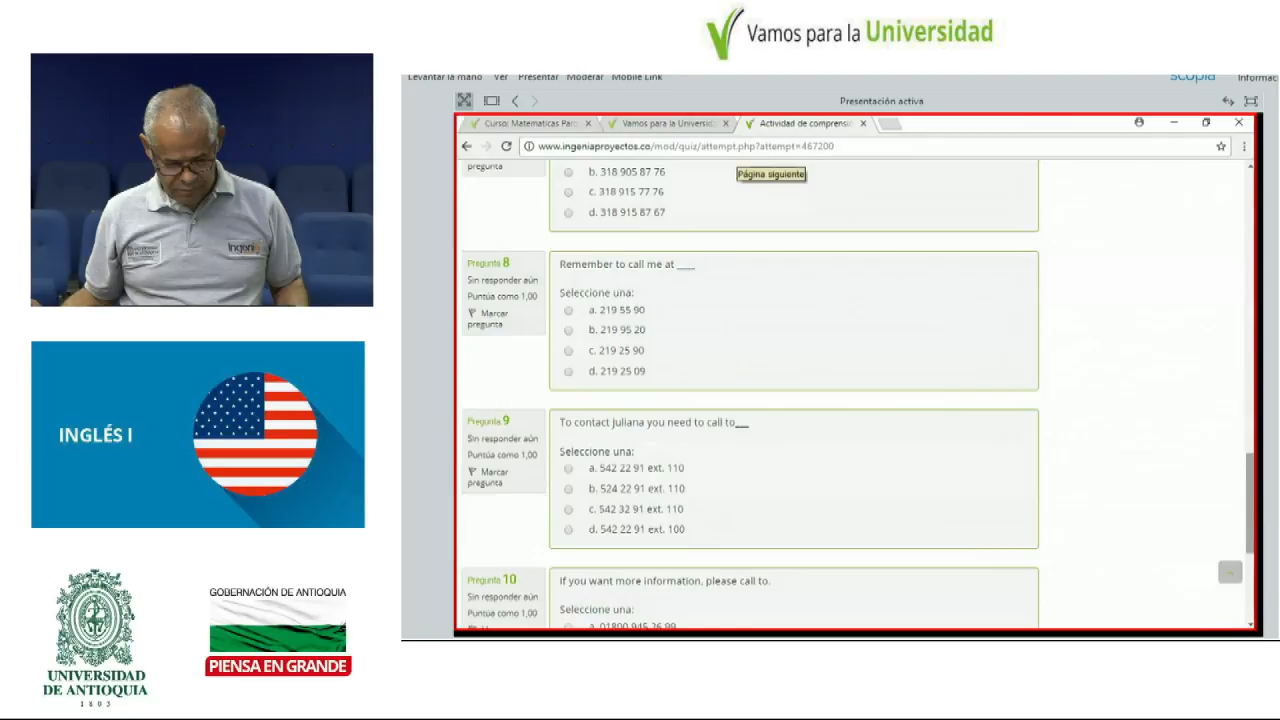 Vamos para la Universidad
Levantar la mano Ver Presentar Moderar Mobile Link
scopia
Presentación activa
Vamos para la Universid
Actividad de comprensi
www.ingeniaproyectos.co/mod/quiz/attempt.php?attempt=467200
pregunta
b. 318 905 87 76
Página siguiente
c. 318 915 77 76
d. 318 915 87 67
Pregunta 8
Sin responder aún
Puntúa como 1,00
Marcar
pregunta
Remember to call me at ____
Seleccione una:
a. 219 55 90
b. 219 95 20
c. 219 25 90
d. 219 25 09
Pregunta 9
Sin responder aún
Puntúa como 1,00
Marcar
pregunta
To contact Juliana you need to call to___
Seleccione una:
a. 542 22 91 ext. 110
b. 524 22 91 ext. 110
c. 542 32 91 ext. 110
d. 542 22 91 ext. 100
Pregunta 10
Sin responder aún
Puntúa como 1,00
If you want more information, please call to.
Seleccione una:
INGLÉS I
UNIVERSIDAD
DE ANTIOQUIA
1803
GOBERNACIÓN DE ANTIOQUIA
PIENSA EN GRANDE